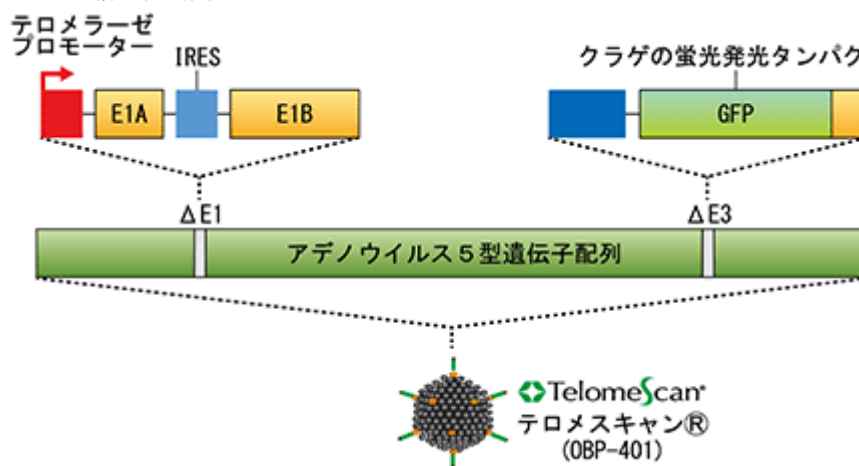 テロメラーゼ
プロモーター
IRES
クラゲの蛍光発光タンパク
E1A
E1B
GFP
Δ E1
Δ E3
アデノウイルス5型遺伝子配列
TelomeScan®
テロメスキャン®
(OBP-401)